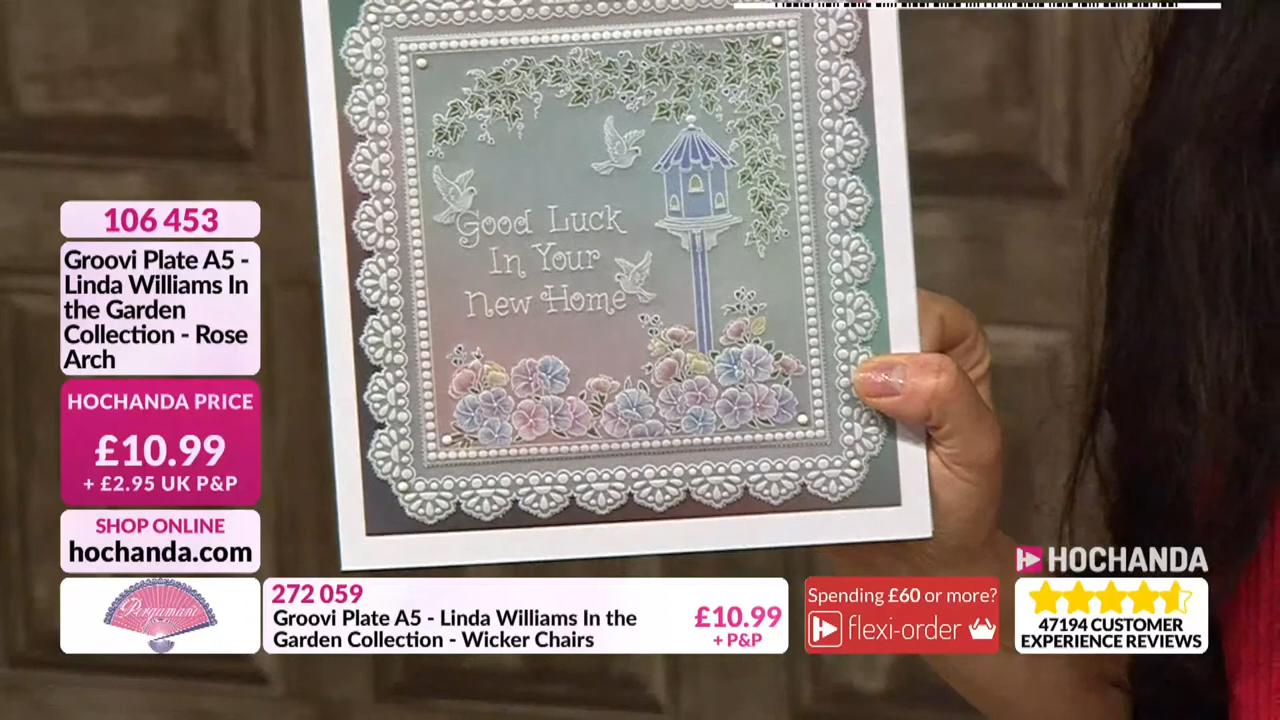 Good Luck
In Your
New Home
106 453
Groovi Plate A5 -
Linda Williams In
the Garden
Collection - Rose
Arch
HOCHANDA PRICE
£10.99
+ £2.95 UK P&P
SHOP ONLINE
hochanda.com
Pergamano
272 059
Groovi Plate A5 - Linda Williams In the
Garden Collection - Wicker Chairs
£10.99
+ P&P
Spending £60 or more?
flexi-order
HOCHANDA
47194 CUSTOMER
EXPERIENCE REVIEWS